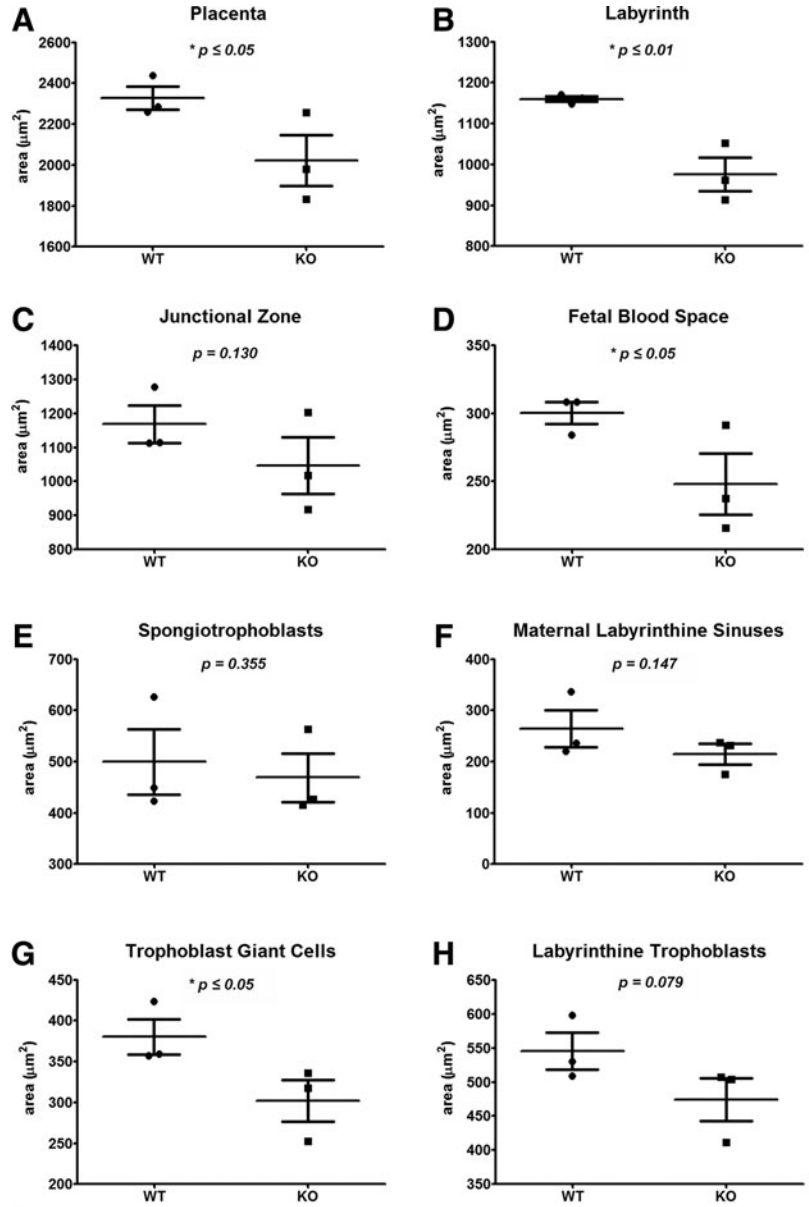 A Placenta
* p ≤ 0.05
area (μm²)
2600
2400
2200
2000
1800
1600
WT KO
B Labyrinth
* p ≤ 0.01
area (μm²)
1300
1200
1100
1000
900
800
WT KO
C Junctional Zone
p = 0.130
area (μm²)
1400
1300
1200
1100
1000
900
800
WT KO
D Fetal Blood Space
* p ≤ 0.05
area (μm²)
350
300
250
200
WT KO
E Spongiotrophoblasts
p = 0.355
area (μm²)
700
600
500
400
300
WT KO
F Maternal Labyrinthine Sinuses
p = 0.147
area (μm²)
400
300
200
100
0
WT KO
G Trophoblast Giant Cells
* p ≤ 0.05
area (μm²)
450
400
350
300
250
200
WT KO
H Labyrinthine Trophoblasts
p = 0.079
area (μm²)
650
600
550
500
450
400
350
WT KO